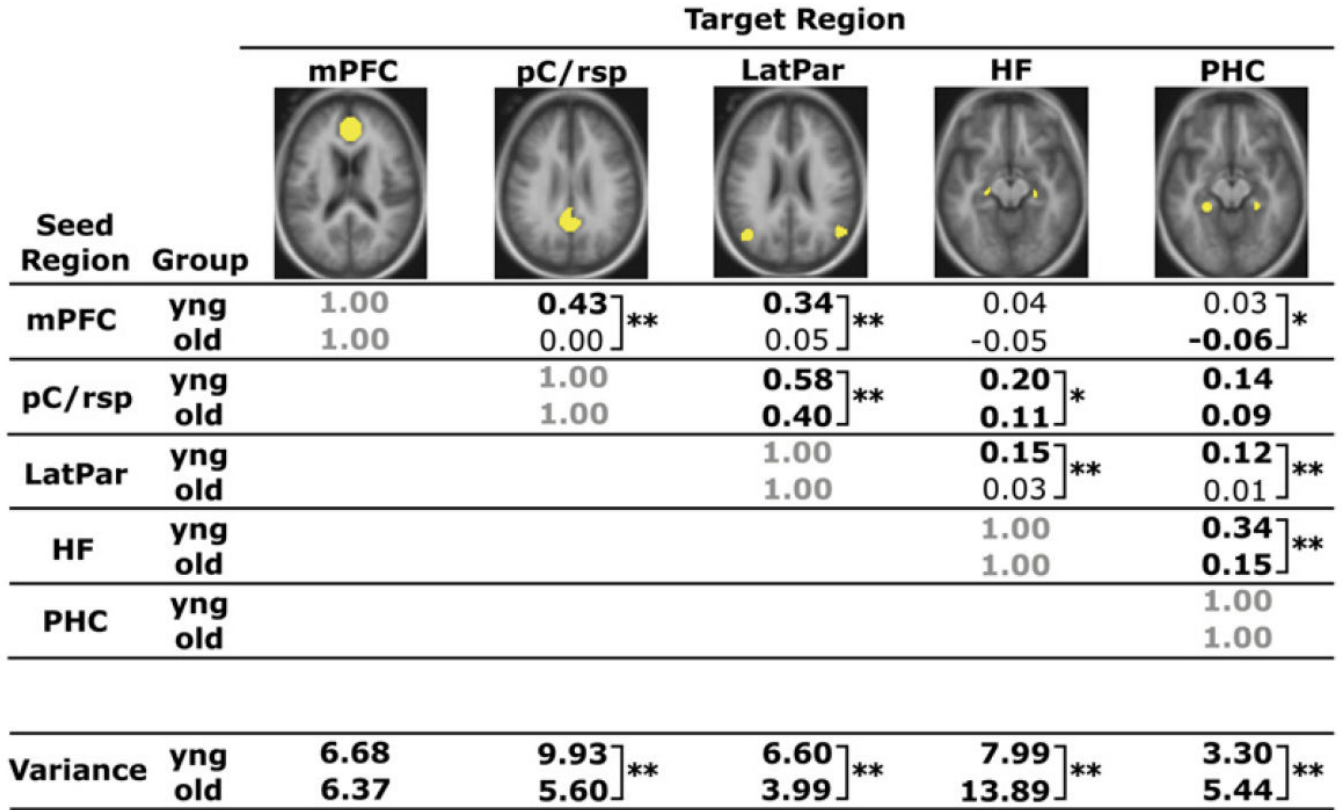 Target Region
mPFC pC/rsp LatPar HF PHC
Seed
Region Group
mPFC yng 1.00 0.43 ** 0.34 ** 0.04 0.03 *
old 1.00 0.00 0.05 -0.05 -0.06
pC/rsp yng 1.00 0.58 ** 0.20 * 0.14
old 1.00 0.40 0.11 0.09
LatPar yng 1.00 0.15 ** 0.12 **
old 1.00 0.03 0.01
HF yng 1.00 0.34 **
old 1.00 0.15
PHC yng 1.00
old 1.00
Variance yng 6.68 9.93 ** 6.60 ** 7.99 ** 3.30 **
old 6.37 5.60 3.99 13.89 5.44